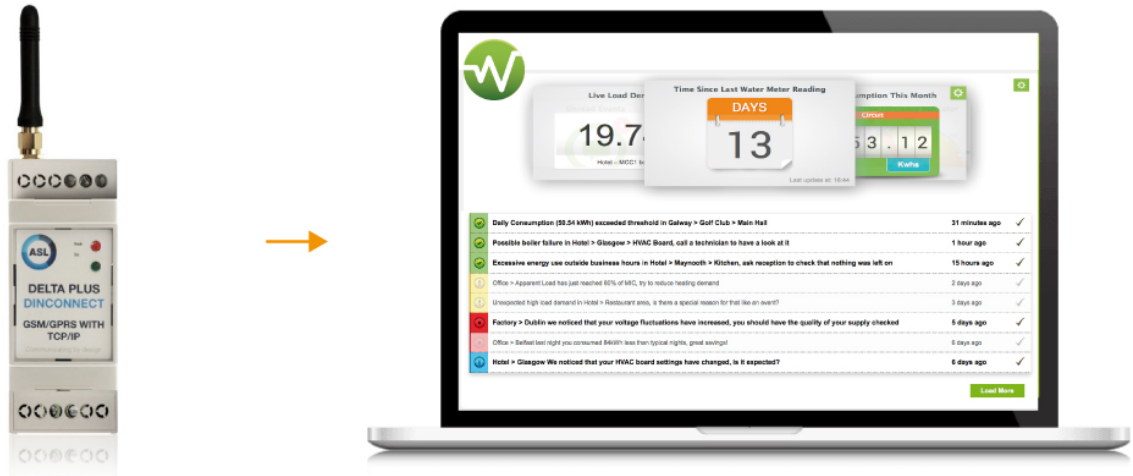 ASL
DELTA PLUS
DINCONNECT
GSM/GPRS WITH
TCP/IP
Communicating by design
W
Live Load Der
19.7
Hotel – MCC1
Time Since Last Water Meter Reading
DAYS
13
Last update at: 18:44
mption This Month
3.12
Kwhs
Daily Consumption (50.54 kWh) exceeded threshold in Galway > Golf Club > Main Hall 31 minutes ago
Possible boiler failure in Hotel > Glasgow > HVAC Board, call a technician to have a look at it 1 hour ago
Excessive energy use outside business hours in Hotel > Maynooth > Kitchen, ask reception to check that nothing was left on 15 hours ago
Office > Apparent Load has just reached 80% of MIC, try to reduce heating demand 2 days ago
Unexpected high load demand in Hotel > Restaurant area, is there a special reason for that like an event? 3 days ago
Factory > Dublin we noticed that your voltage fluctuations have increased, you should have the quality of your supply checked 5 days ago
Office > Belfast last night you consumed 84kWh less then typical nights, great savings! 6 days ago
Hotel > Glasgow We noticed that your HVAC board settings have changed, is it expected? 6 days ago
Load More